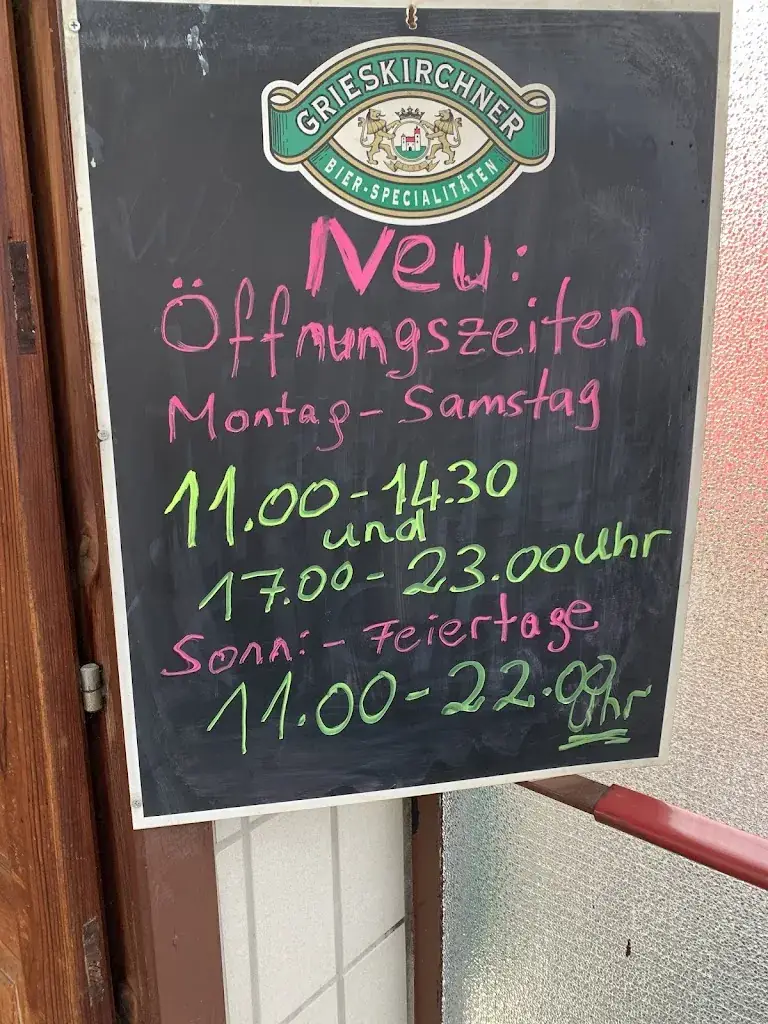 GRIESKIRCHNER
BIER-SPECIALITÄTEN
Neu:
Öffnungszeiten
Montag - Samstag
11.00 - 14.30
und
17.00 - 23.00 Uhr
Sonn: - Feiertage
11.00 - 22.00
Uhr